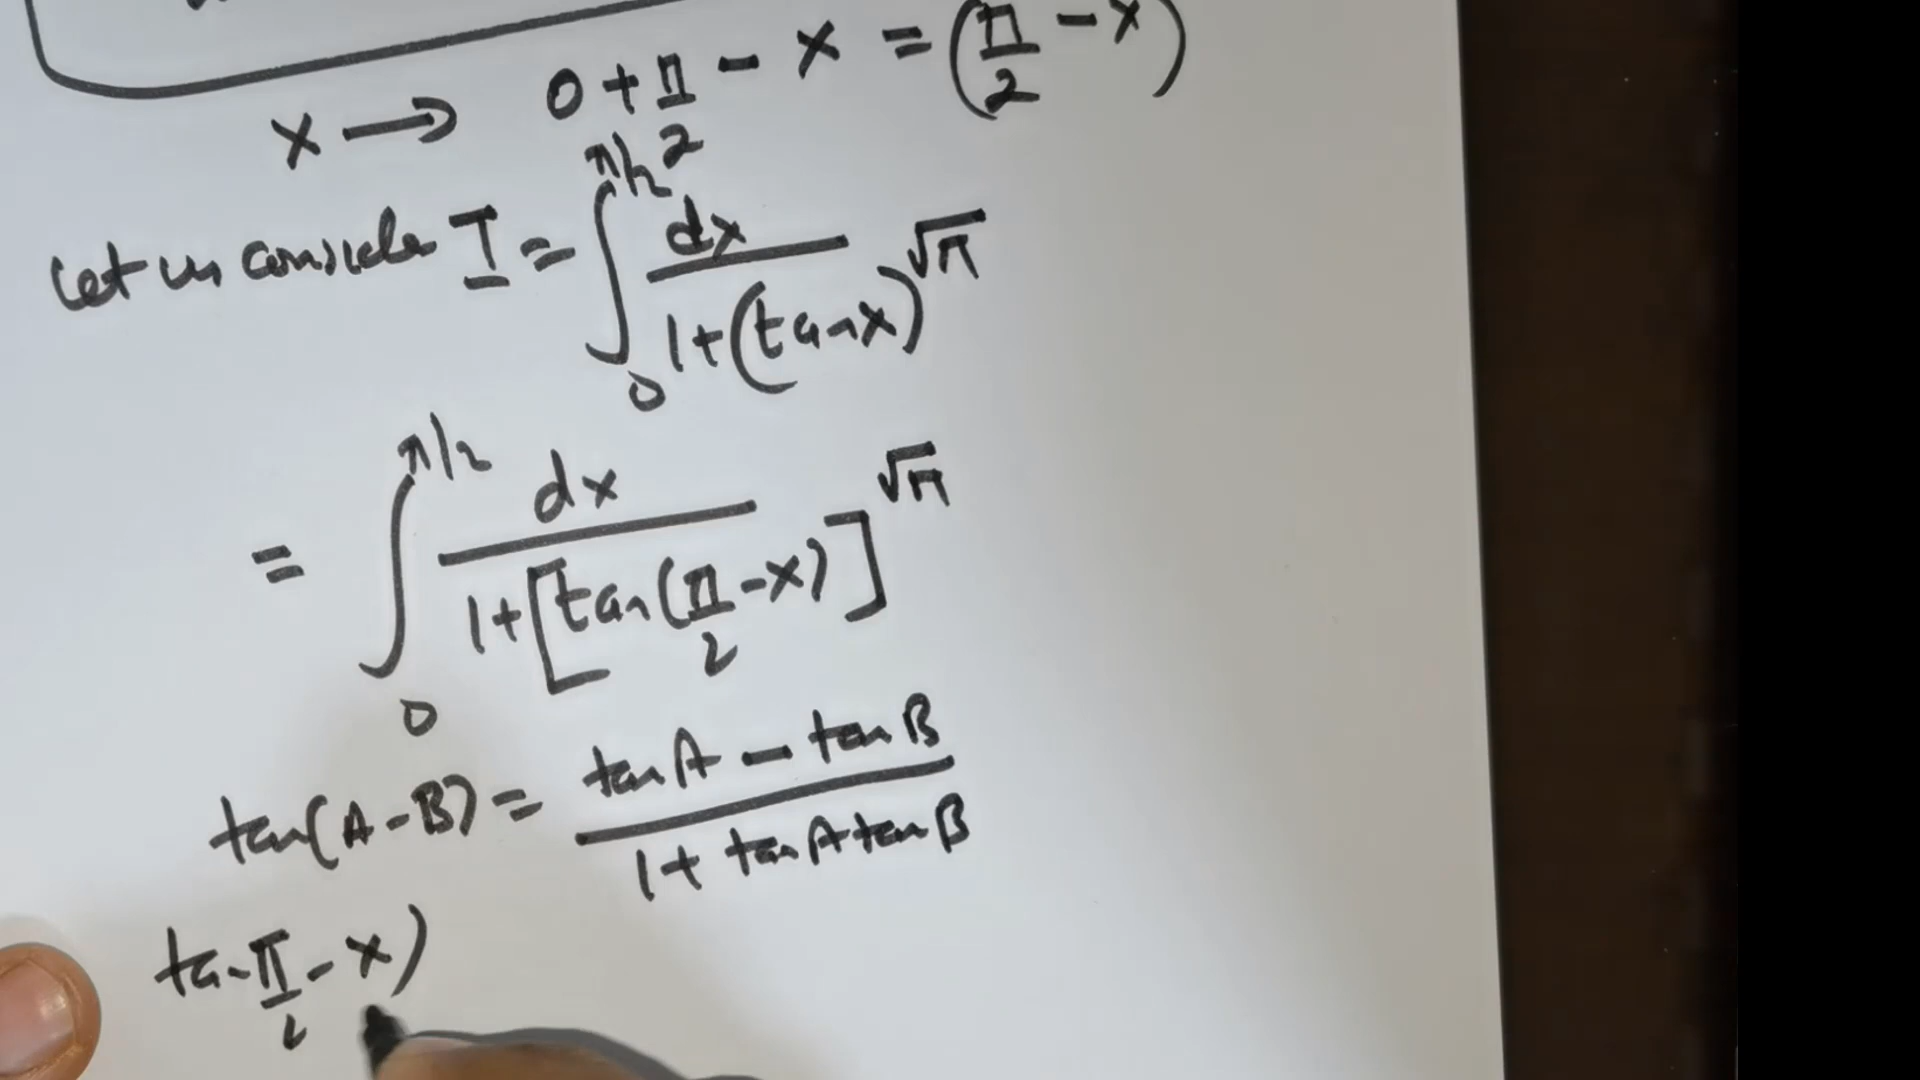 x → 0 + π/2 - x = (π/2 - x)
Let us consider I = ∫₀^{π/2} dx / 1+(tan x)^{√π}
= ∫₀^{π/2} dx / 1+[tan(π/2 - x)]^{√π}
tan(A-B) = tan A - tan B / 1 + tan A tan B
tan π/2 - x)